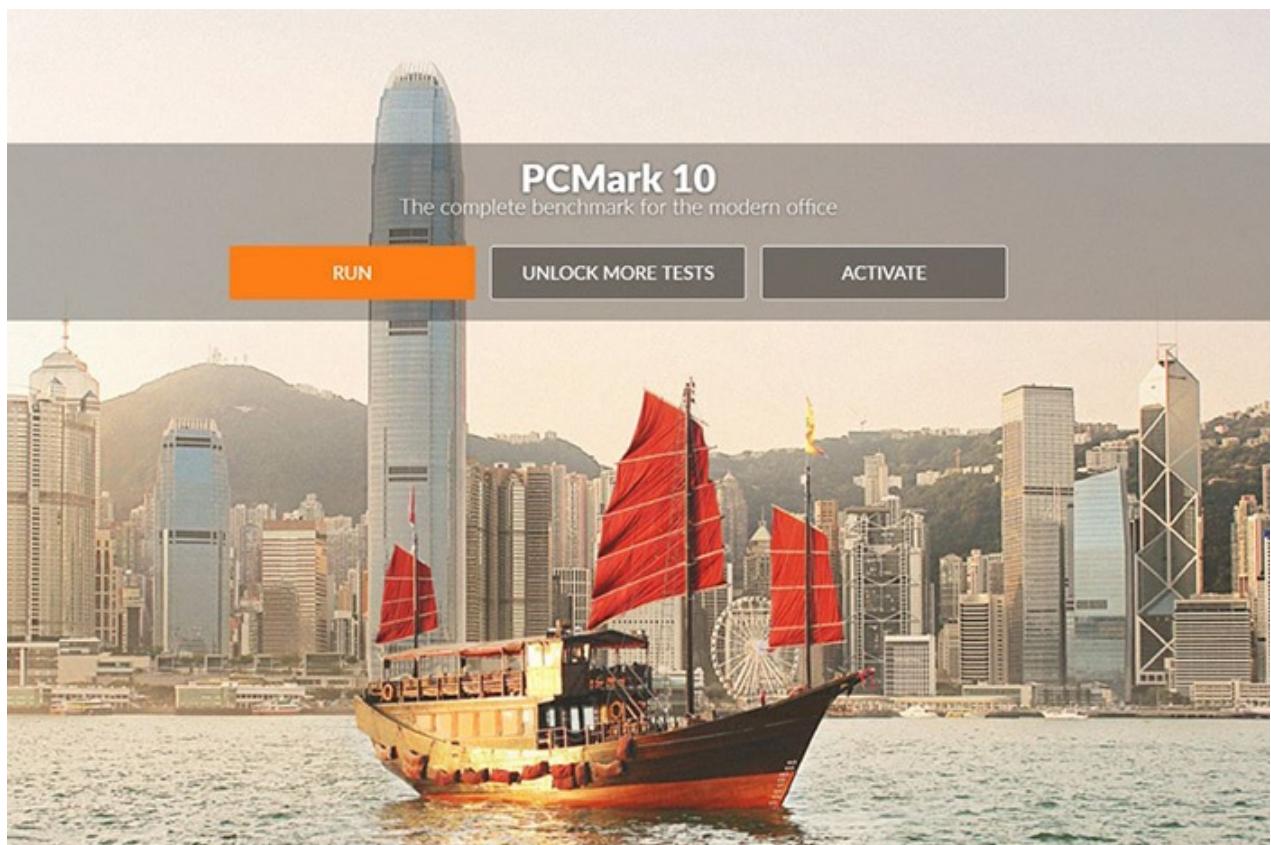 PCMark 10
The complete benchmark for the modern office
RUN
UNLOCK MORE TESTS
ACTIVATE